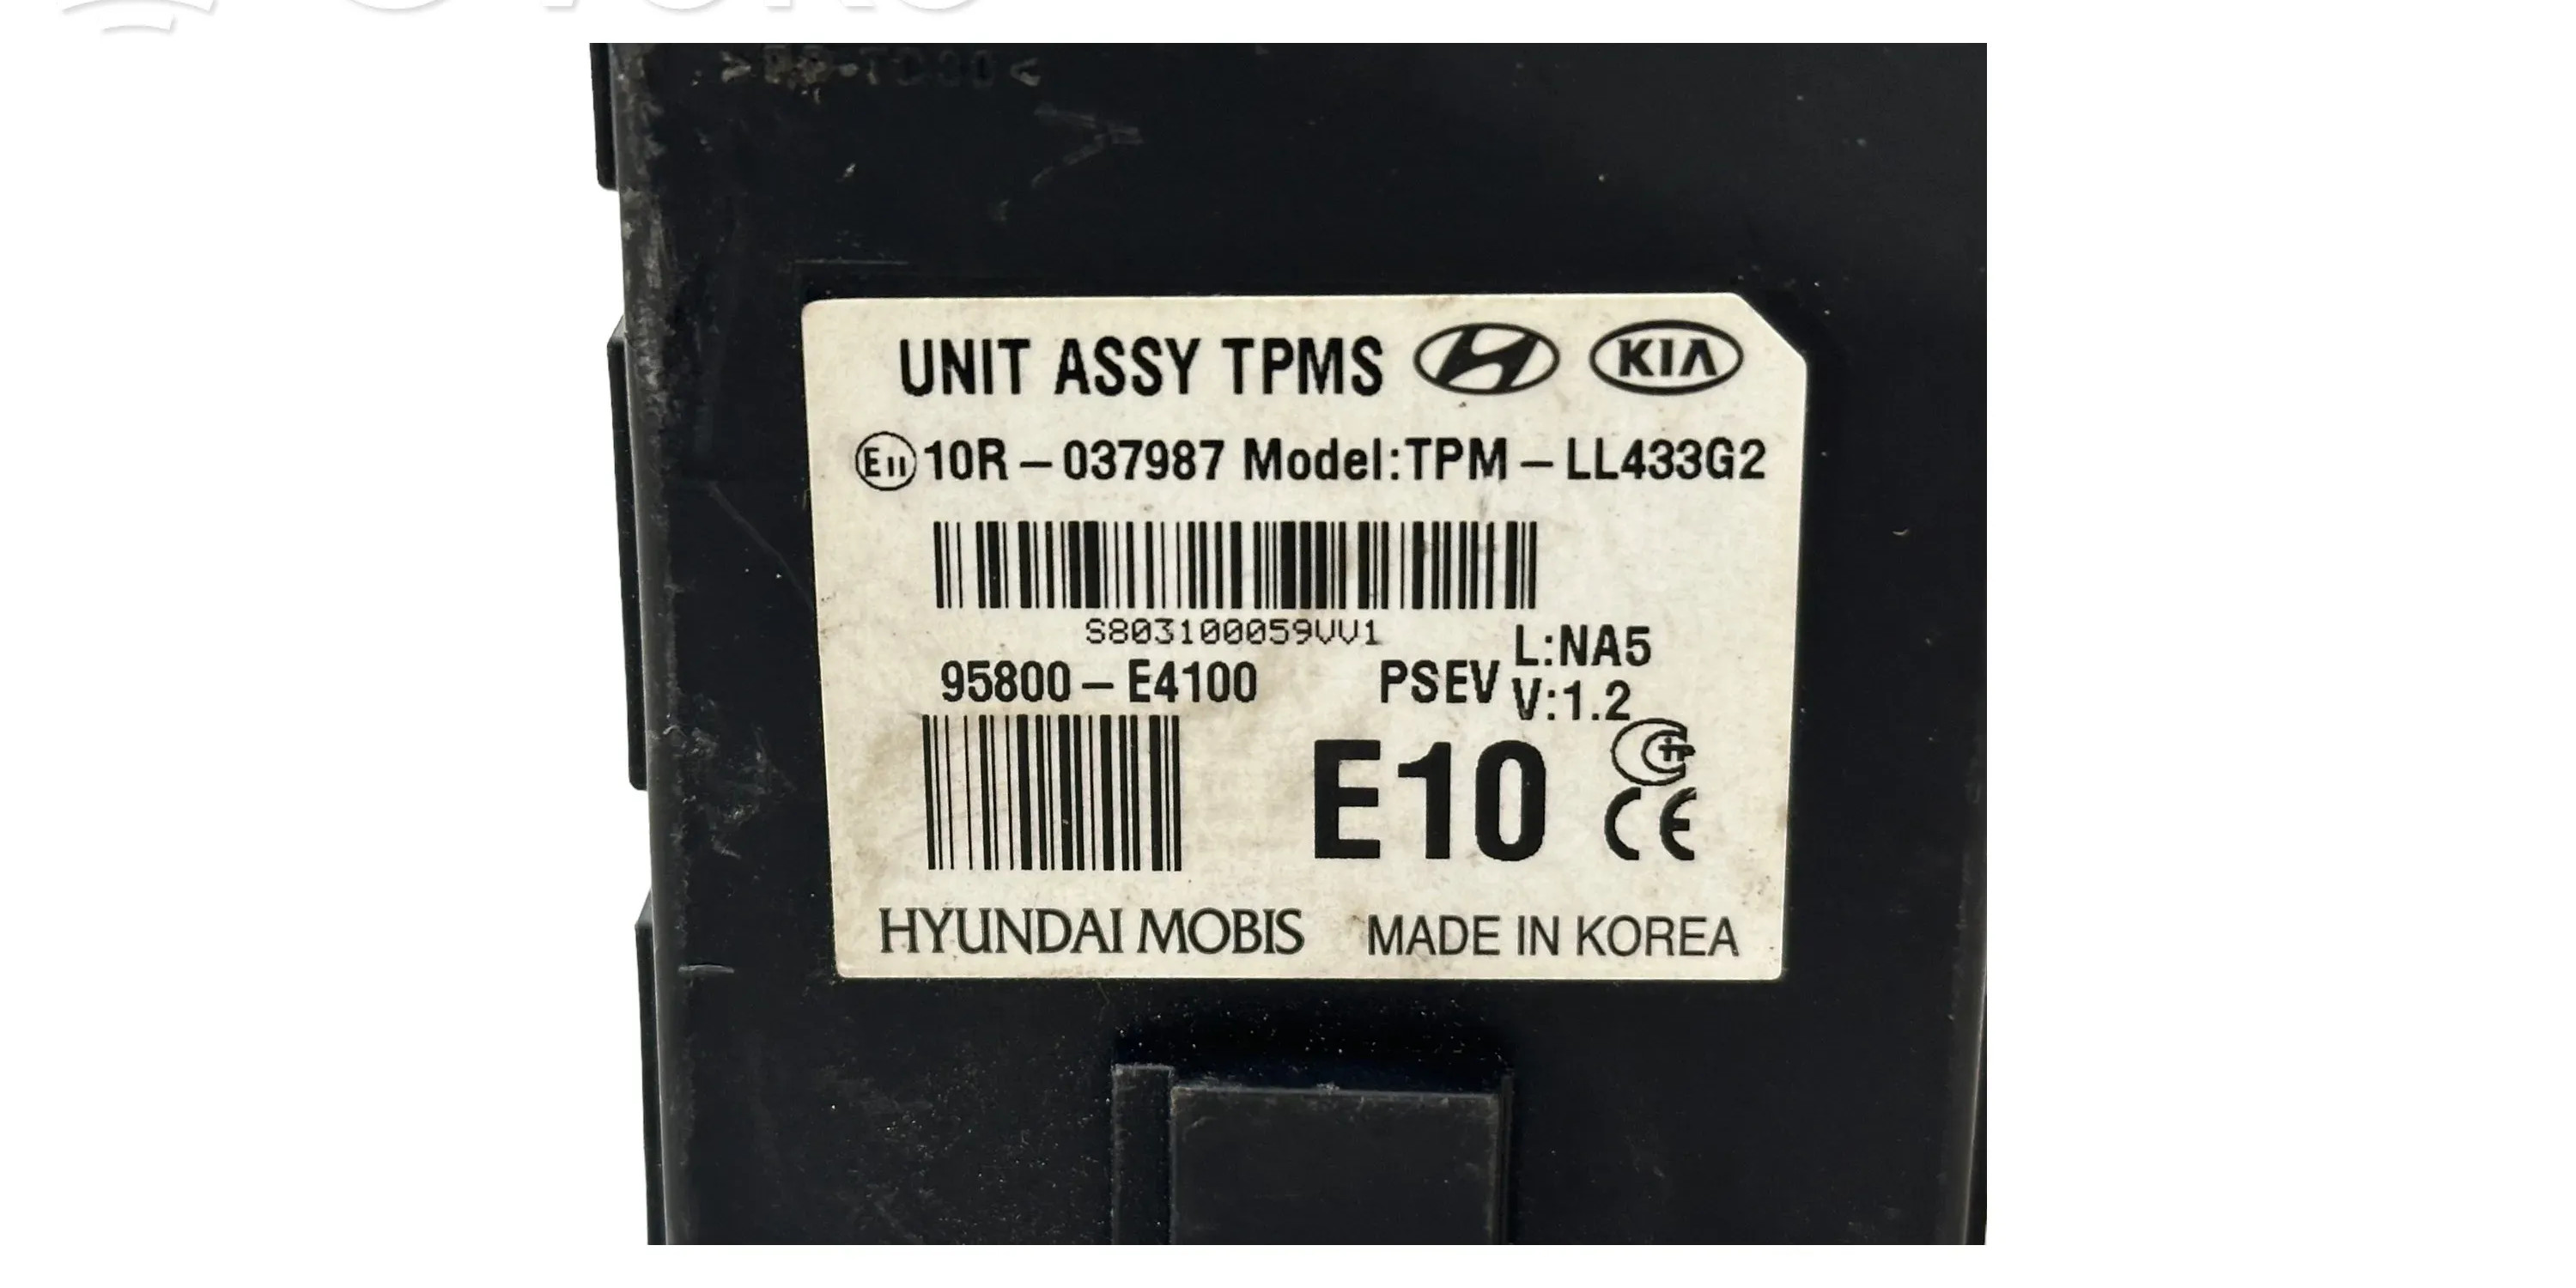 UNIT ASSY TPMS KIA
E11 10R - 037987 Model:TPM - LL433G2
S803100059VV1
95800 - E4100 PSEV L:NA5
V:1.2
E10
CE
HYUNDAI MOBIS MADE IN KOREA